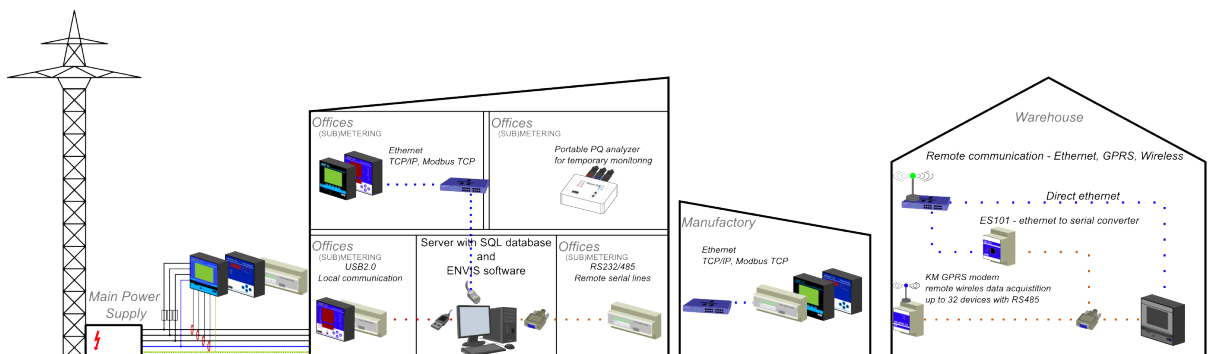 Main Power
Supply
Offices
(SUB)METERING
Ethernet
TCP/IP, Modbus TCP
Offices
(SUB)METERING
Portable PQ analyzer
for temporary monitoring
Offices
(SUB)METERING
USB2.0
Local communication
Server with SQL database
and
ENVIS software
Offices
(SUB)METERING
RS232/485
Remote serial lines
Manufactory
Ethernet
TCP/IP, Modbus TCP
Warehouse
Remote communication - Ethernet, GPRS, Wireless
Direct ethernet
ES101 - ethernet to serial converter
KM GPRS modem
remote wireles data acquistition
up to 32 devices with RS485